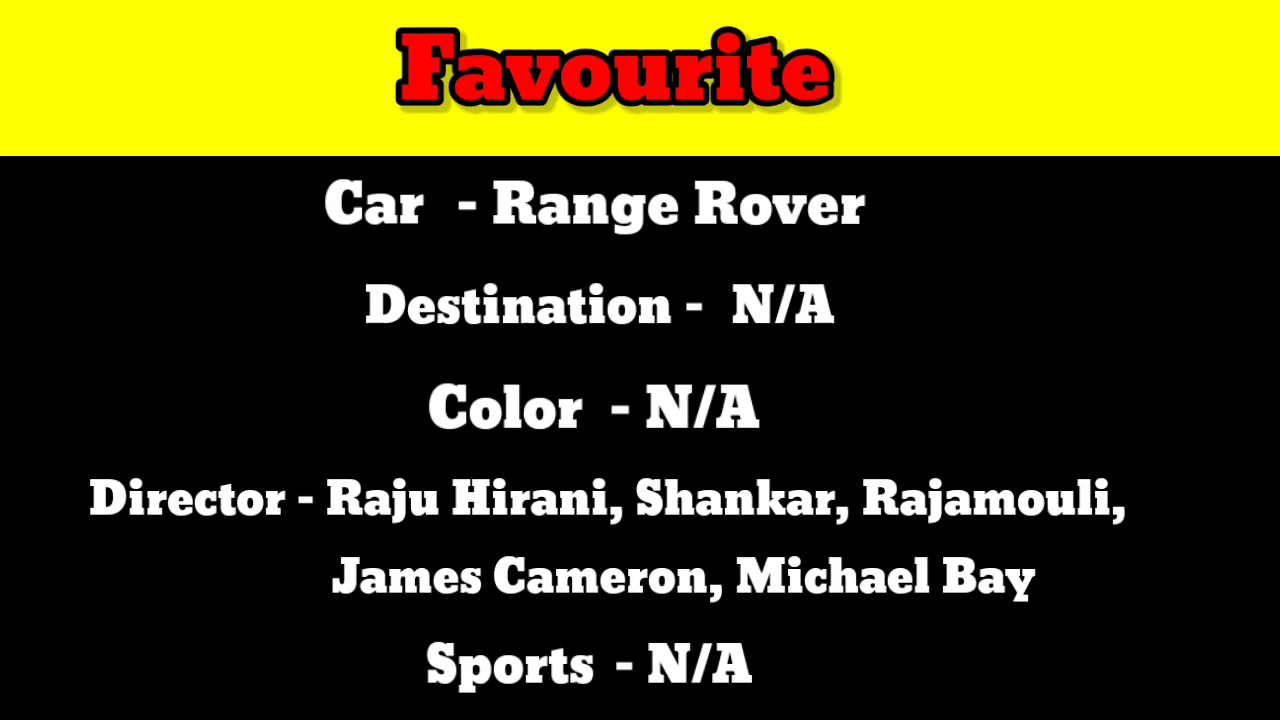 Favourite
Car - Range Rover
Destination - N/A
Color - N/A
Director - Raju Hirani, Shankar, Rajamouli,
James Cameron, Michael Bay
Sports - N/A